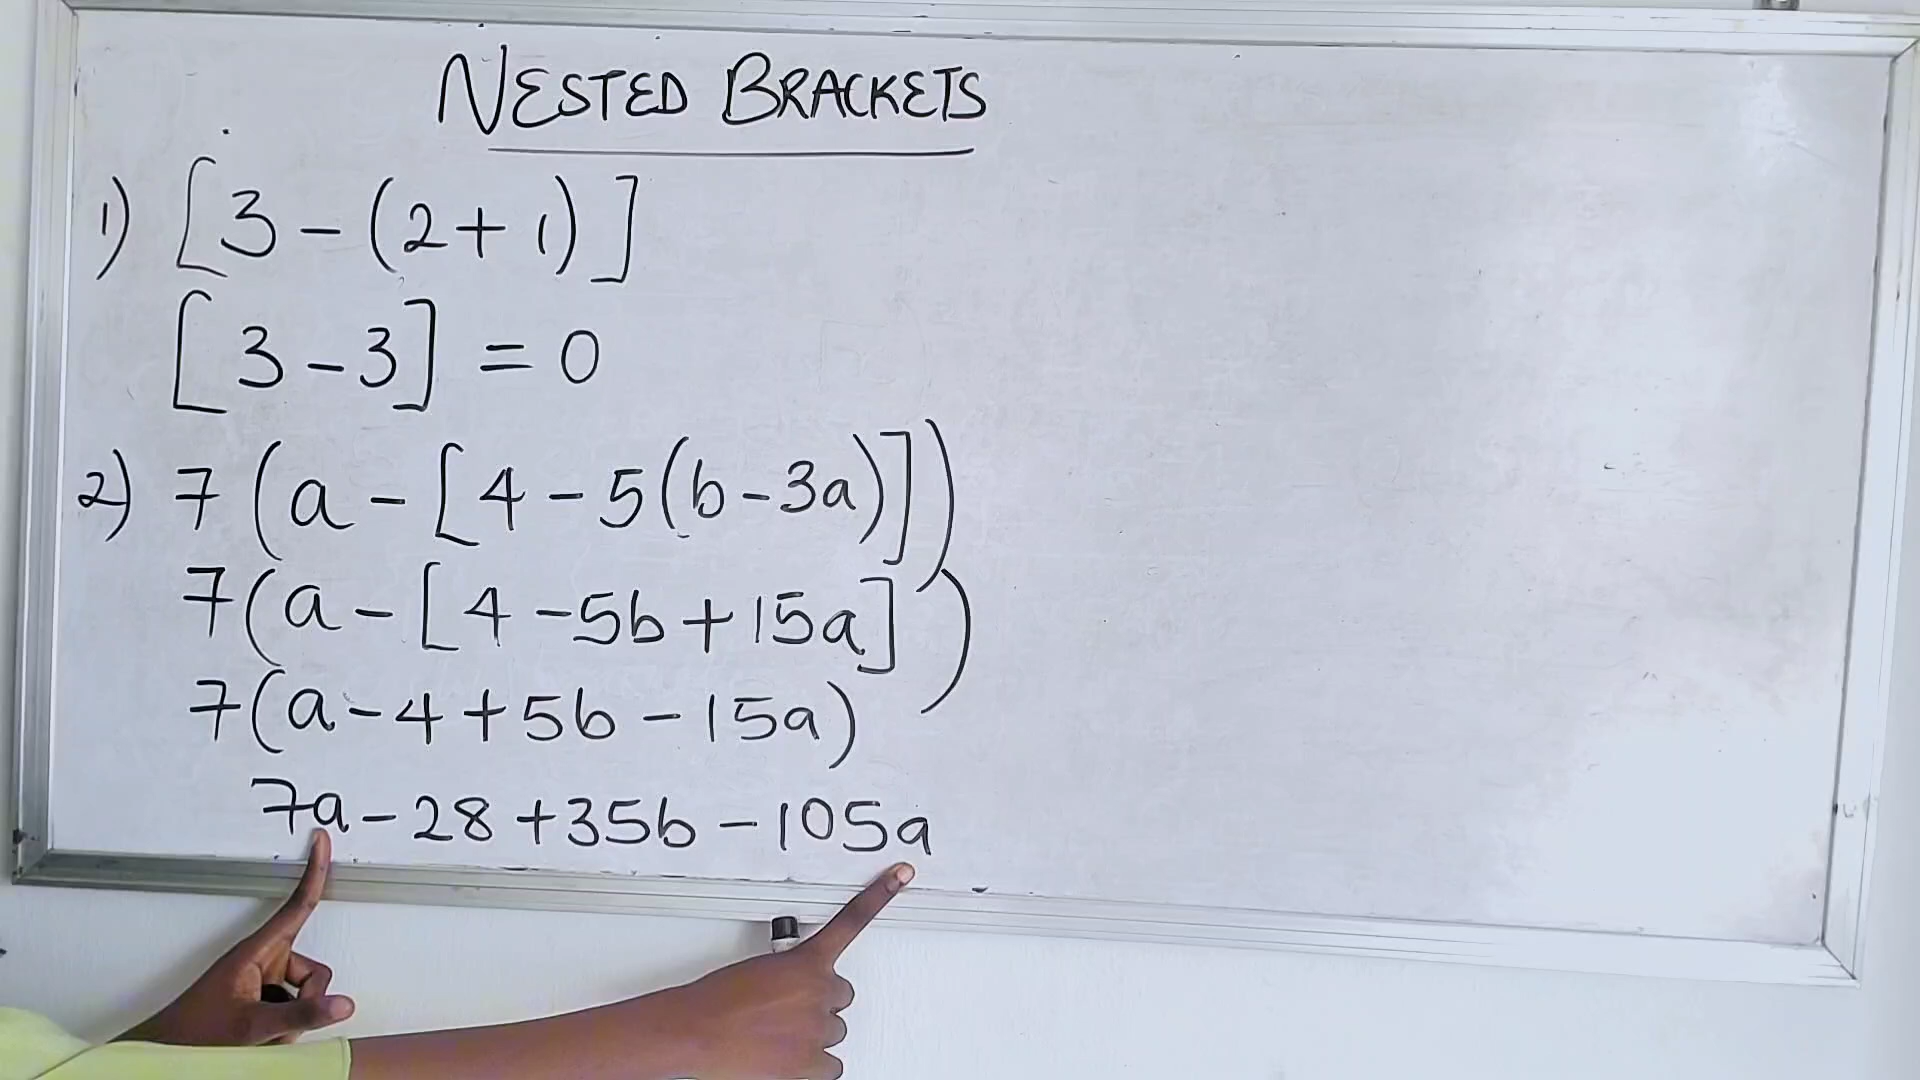 NESTED BRACKETS
1) [3 - (2 + 1)]
[3 - 3] = 0
2) 7(a - [4 - 5(b - 3a)])
7(a - [4 - 5b + 15a])
7(a - 4 + 5b - 15a)
7a - 28 + 35b - 105a